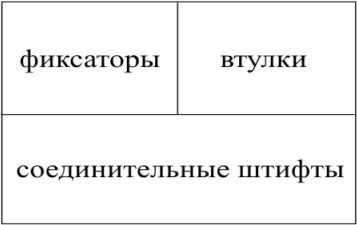 фиксаторы
втулки
соединительные штифты